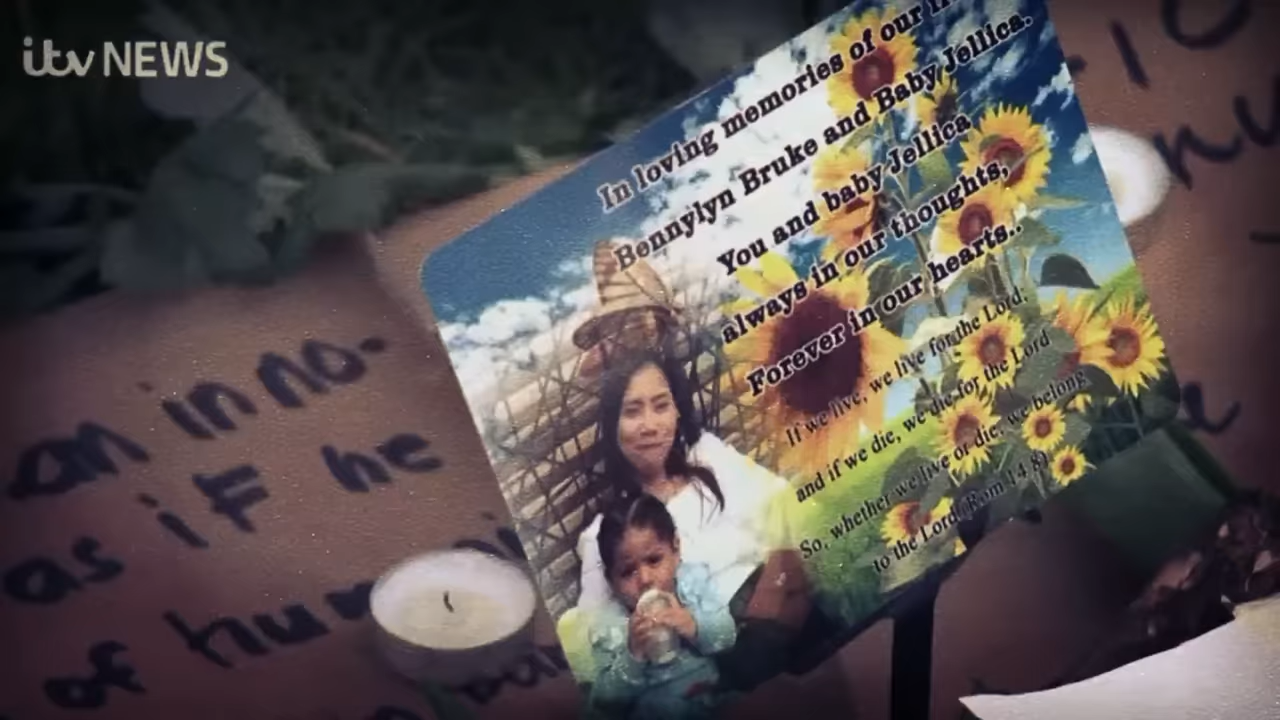 itv NEWS
In loving memories of our
Bennylyn Bruke and Baby Jellica.
You and baby Jellica
always in our thoughts,
Forever in our hearts..
If we live, we live for the Lord;
and if we die, we die for the Lord
So, whether we live or die, we belong
to the Lord (Rom 14,8)
an inno-
as if he
of hum